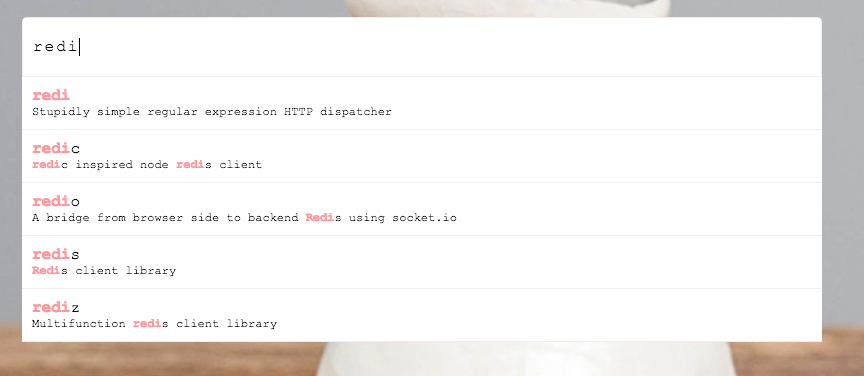 redi
redi
Stupidly simple regular expression HTTP dispatcher
redic
redic inspired node redis client
redio
A bridge from browser side to backend Redis using socket.io
redis
Redis client library
rediz
Multifunction redis client library